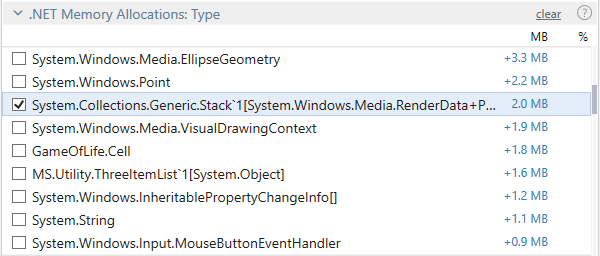 .NET Memory Allocations: Type clear ?
MB %
System.Windows.Media.EllipseGeometry +3.3 MB
System.Windows.Point +2.2 MB
System.Collections.Generic.Stack`1[System.Windows.Media.RenderData+P... 2.0 MB
System.Windows.Media.VisualDrawingContext +1.9 MB
GameOfLife.Cell +1.8 MB
MS.Utility.ThreeItemList`1[System.Object] +1.6 MB
System.Windows.InheritablePropertyChangeInfo[] +1.2 MB
System.String +1.1 MB
System.Windows.Input.MouseButtonEventHandler +0.9 MB